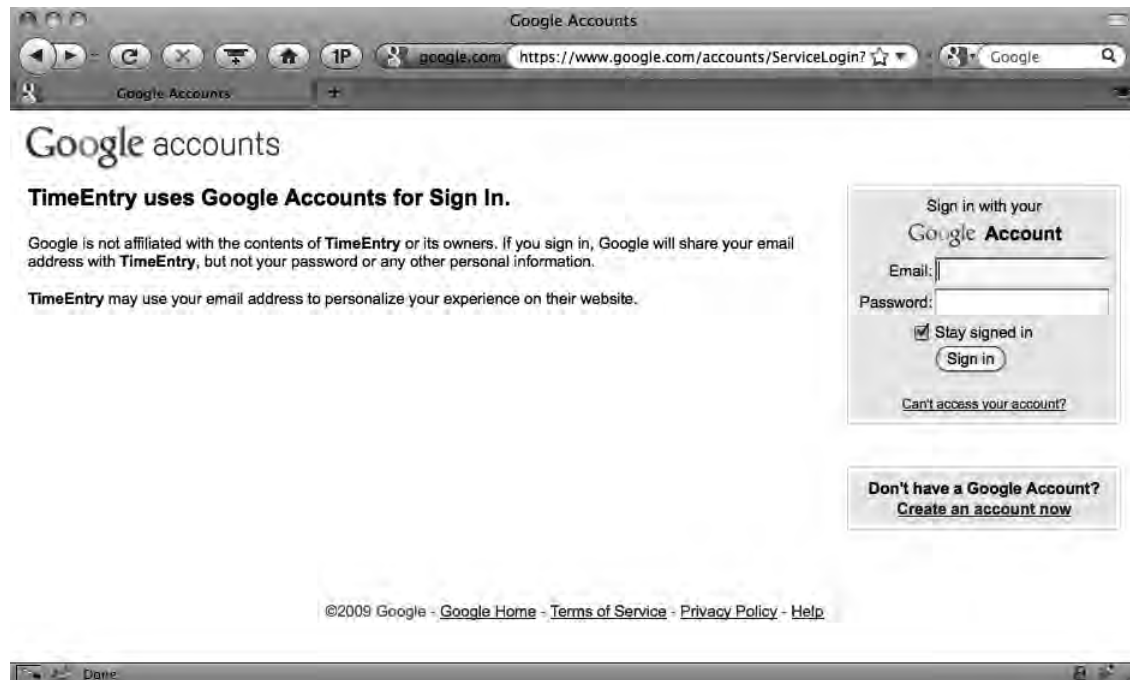 Google Accounts
1P
google.com
https://www.google.com/accounts/ServiceLogin?
Google
Google Accounts
+
Google accounts
TimeEntry uses Google Accounts for Sign In.
Google is not affiliated with the contents of TimeEntry or its owners. If you sign in, Google will share your email
address with TimeEntry, but not your password or any other personal information.
TimeEntry may use your email address to personalize your experience on their website.
Sign in with your
Google Account
Email:
Password:
Stay signed in
Sign in
Can't access your account?
Don't have a Google Account?
Create an account now
©2009 Google - Google Home - Terms of Service - Privacy Policy - Help
Done